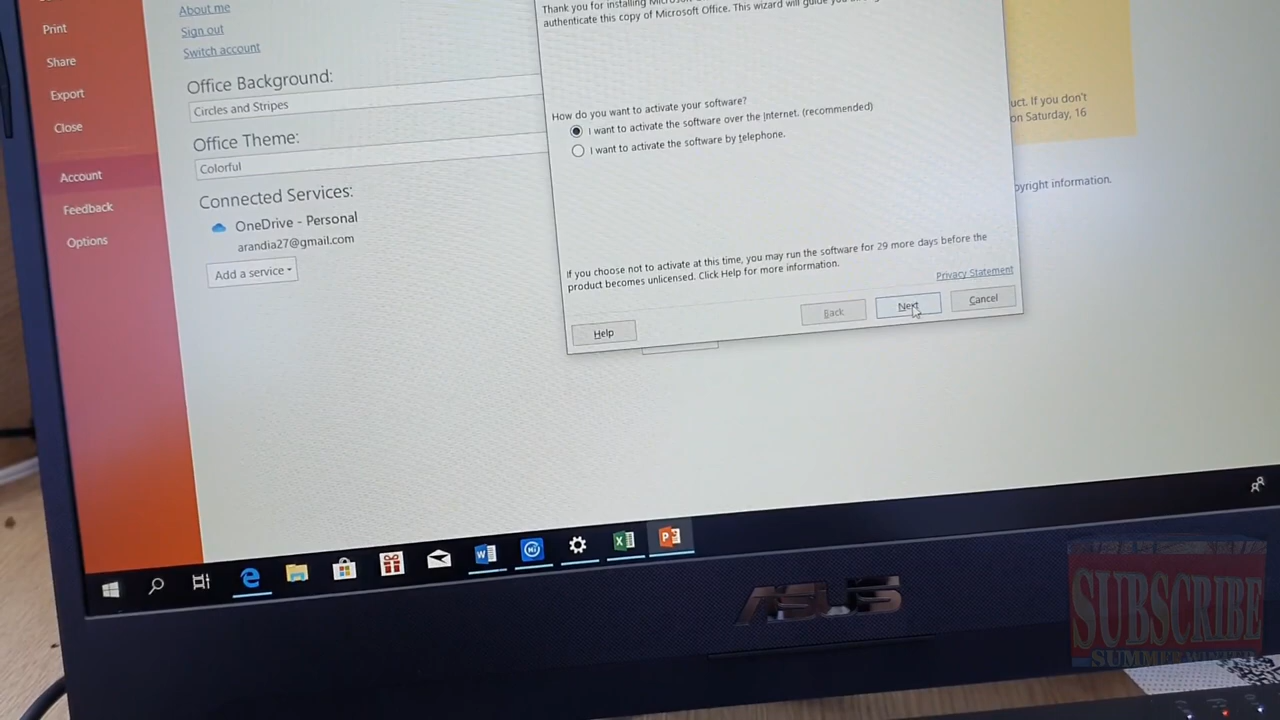 About me
Sign out
Switch account
Print
Share
Export
Close
Account
Feedback
Options
Office Background:
Circles and Stripes
Office Theme:
Colorful
Connected Services:
OneDrive - Personal
arandia27@gmail.com
Add a service
Thank you for installing
authenticate this copy of Microsoft Office. This wizard will guide you
How do you want to activate your software?
I want to activate the software over the Internet. (recommended)
I want to activate the software by telephone.
If you choose not to activate at this time, you may run the software for 29 more days before the
product becomes unlicensed. Click Help for more information.
Privacy Statement
Help
Back
Next
Cancel
uct. If you don't
on Saturday, 16
opyright information.
ASUS
SUBSCRIBE
SUMMER WINTER